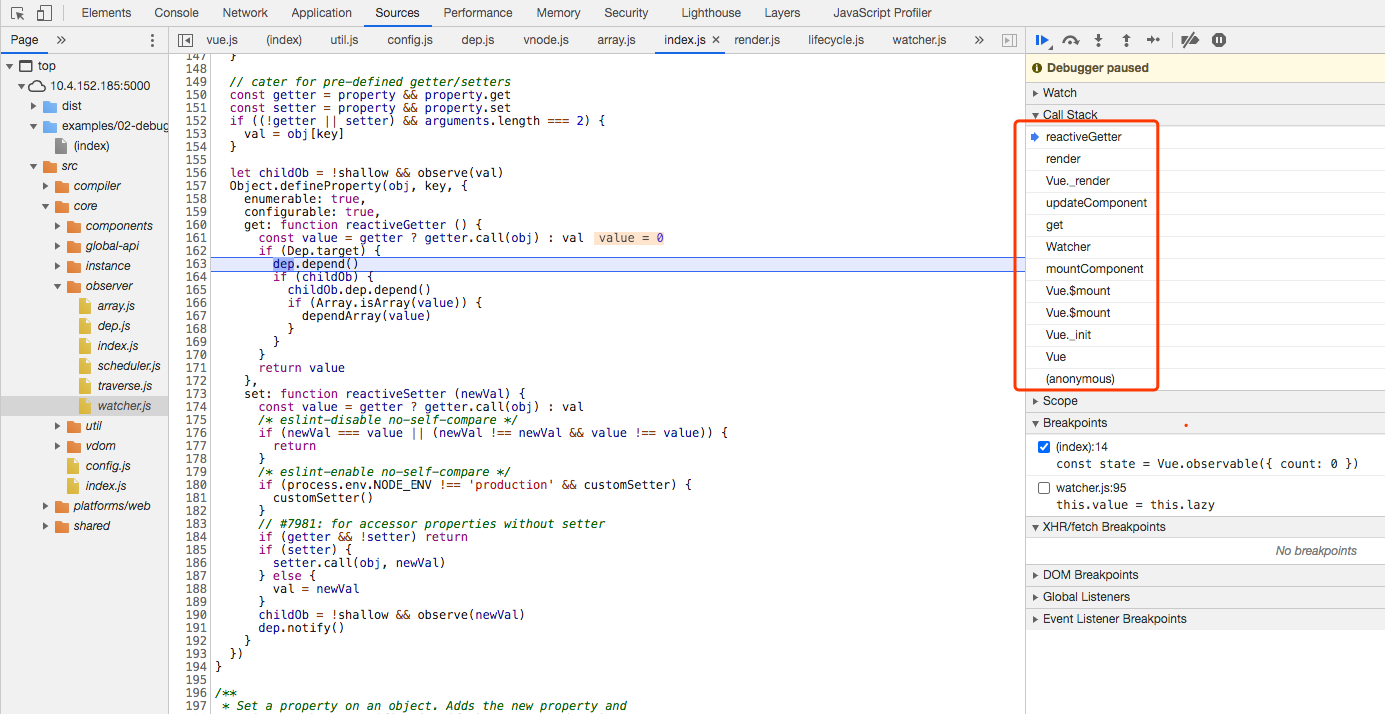 Elements Console Network Application Sources Performance Memory Security Lighthouse Layers JavaScript Profiler
Page »
vue.js (index) util.js config.js dep.js vnode.js array.js index.js × render.js lifecycle.js watcher.js »
top
10.4.152.185:5000
dist
examples/02-debug
(index)
src
compiler
core
components
global-api
instance
observer
array.js
dep.js
index.js
scheduler.js
traverse.js
watcher.js
util
vdom
config.js
index.js
platforms/web
shared
147 }
148
149 // cater for pre-defined getter/setters
150 const getter = property && property.get
151 const setter = property && property.set
152 if ((!getter || setter) && arguments.length === 2) {
153 val = obj[key]
154 }
155
156 let childOb = !shallow && observe(val)
157 Object.defineProperty(obj, key, {
158 enumerable: true,
159 configurable: true,
160 get: function reactiveGetter () {
161 const value = getter ? getter.call(obj) : val value = 0
162 if (Dep.target) {
163 dep.depend()
164 if (childOb) {
165 childOb.dep.depend()
166 if (Array.isArray(value)) {
167 dependArray(value)
168 }
169 }
170 }
171 return value
172 },
173 set: function reactiveSetter (newVal) {
174 const value = getter ? getter.call(obj) : val
175 /* eslint-disable no-self-compare */
176 if (newVal === value || (newVal !== newVal && value !== value)) {
177 return
178 }
179 /* eslint-enable no-self-compare */
180 if (process.env.NODE_ENV !== 'production' && customSetter) {
181 customSetter()
182 }
183 // #7981: for accessor properties without setter
184 if (getter && !setter) return
185 if (setter) {
186 setter.call(obj, newVal)
187 } else {
188 val = newVal
189 }
190 childOb = !shallow && observe(newVal)
191 dep.notify()
192 }
193 })
194 }
195
196 /**
197 * Set a property on an object. Adds the new property and
Debugger paused
Watch
Call Stack
reactiveGetter
render
Vue._render
updateComponent
get
Watcher
mountComponent
Vue.$mount
Vue.$mount
Vue._init
Vue
(anonymous)
Scope
Breakpoints
(index):14
const state = Vue.observable({ count: 0 })
watcher.js:95
this.value = this.lazy
XHR/fetch Breakpoints
No breakpoints
DOM Breakpoints
Global Listeners
Event Listener Breakpoints